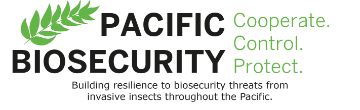 PACIFIC
BIOSECURITY
Cooperate.
Control.
Protect.
Building resilience to biosecurity threats from
invasive insects throughout the Pacific.